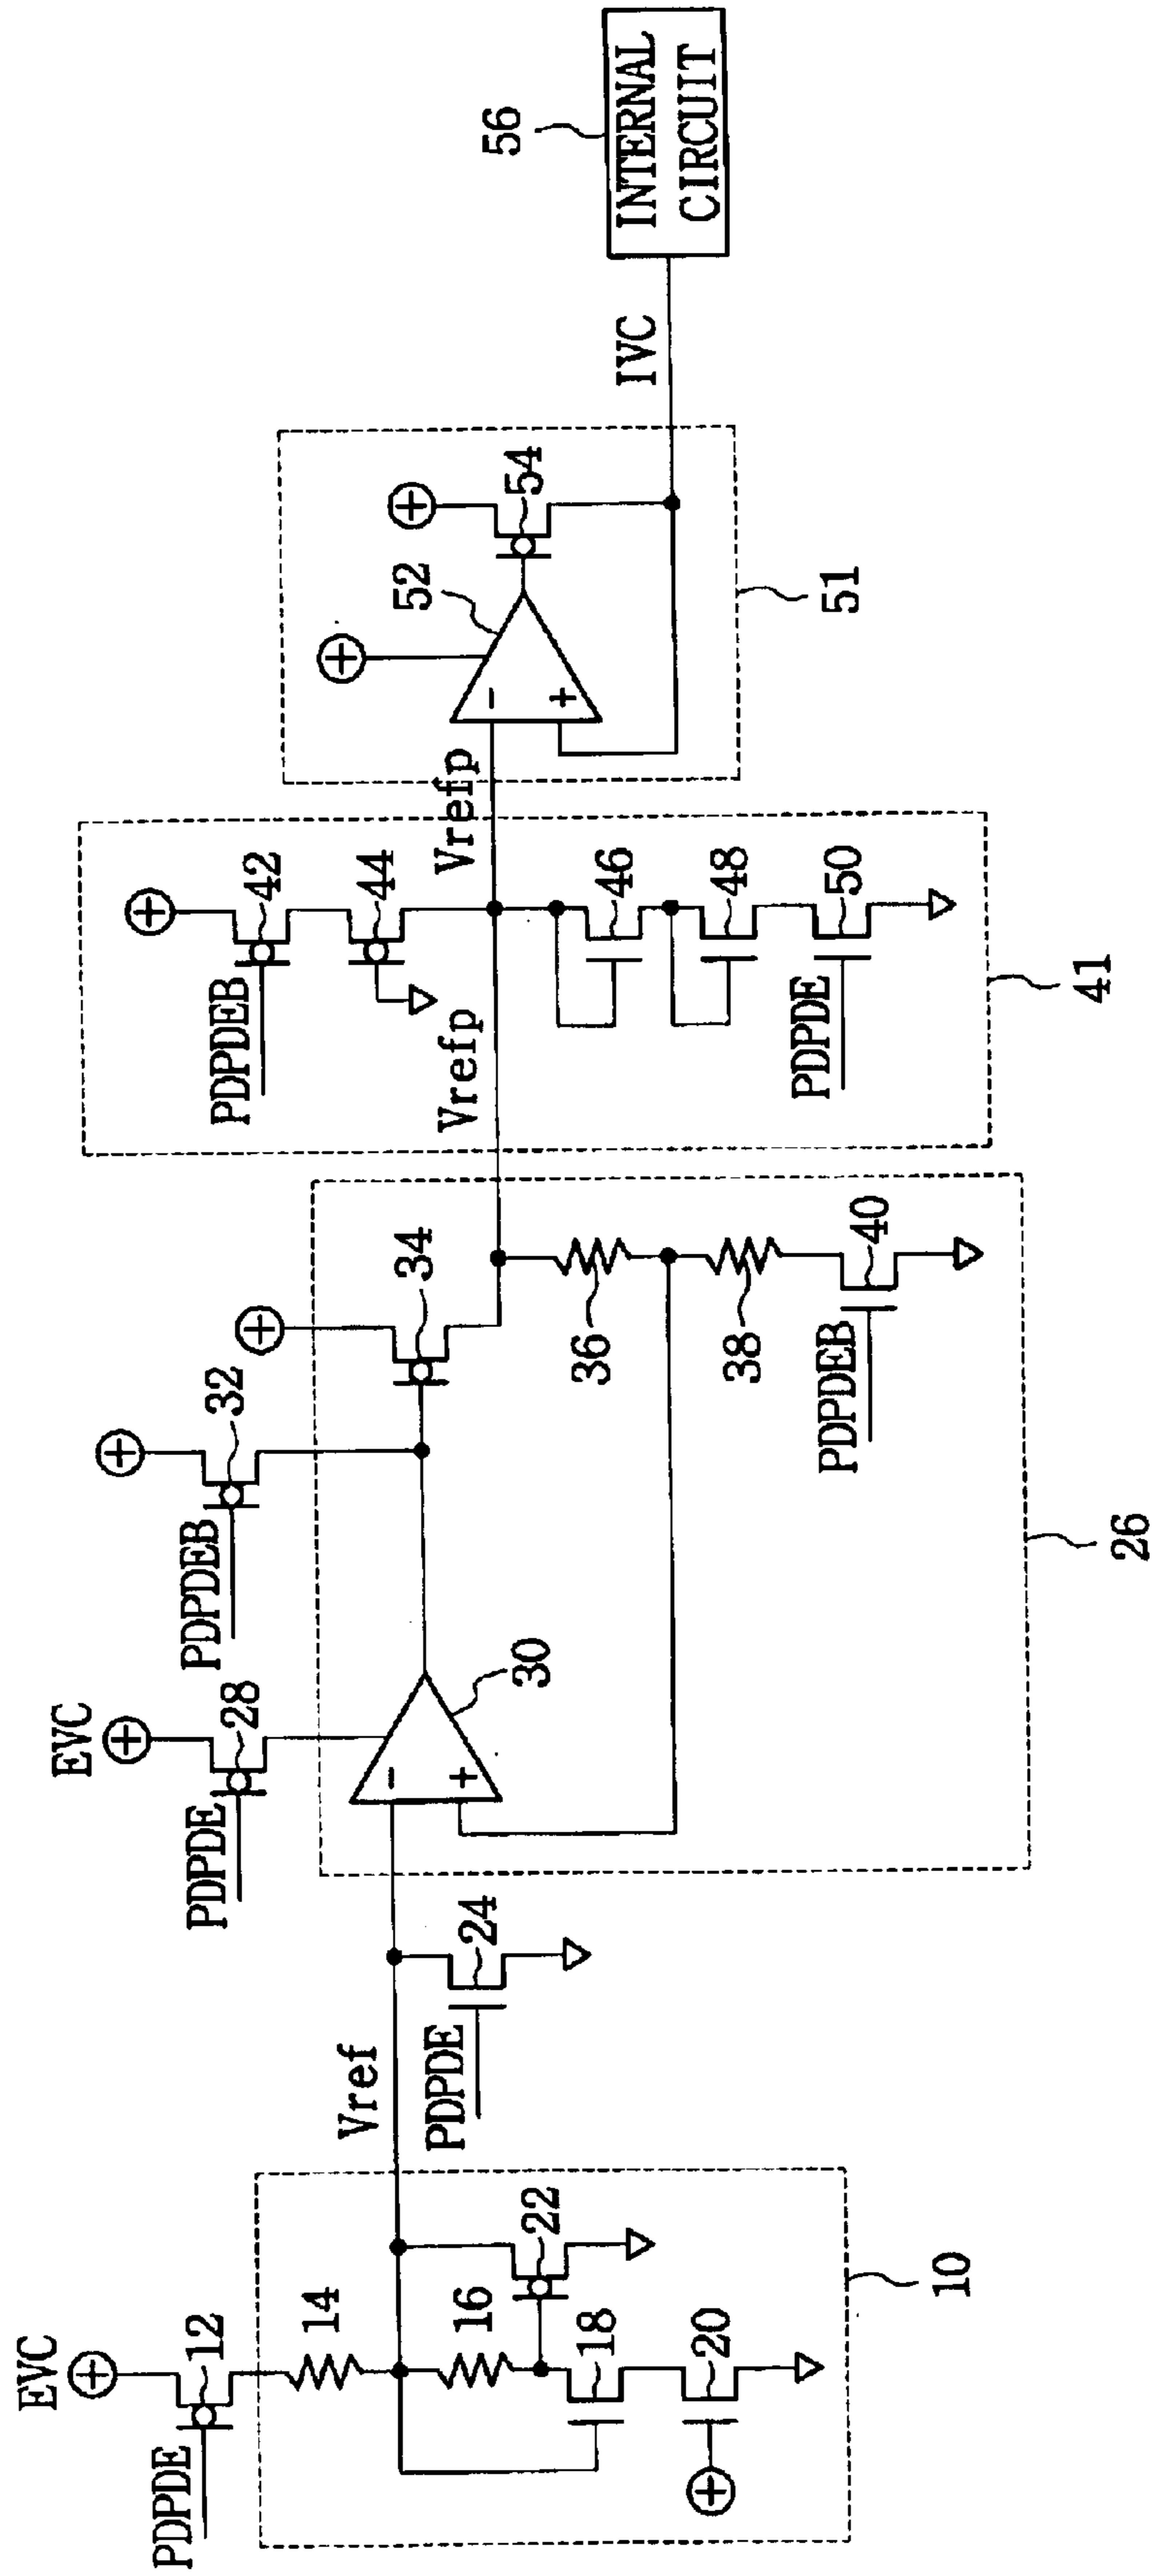 EVC
PDPDE
12
14
16
18
20
22
10
Vref
PDPDE
24
EVC
PDPDE
28
PDPDEB
32
30
34
36
38
PDPDEB
40
26
Vrefp
PDPDEB
42
44
Vrefp
46
48
PDPDE
50
41
52
54
51
IVC
56
INTERNAL
CIRCUIT
-
+
-
+